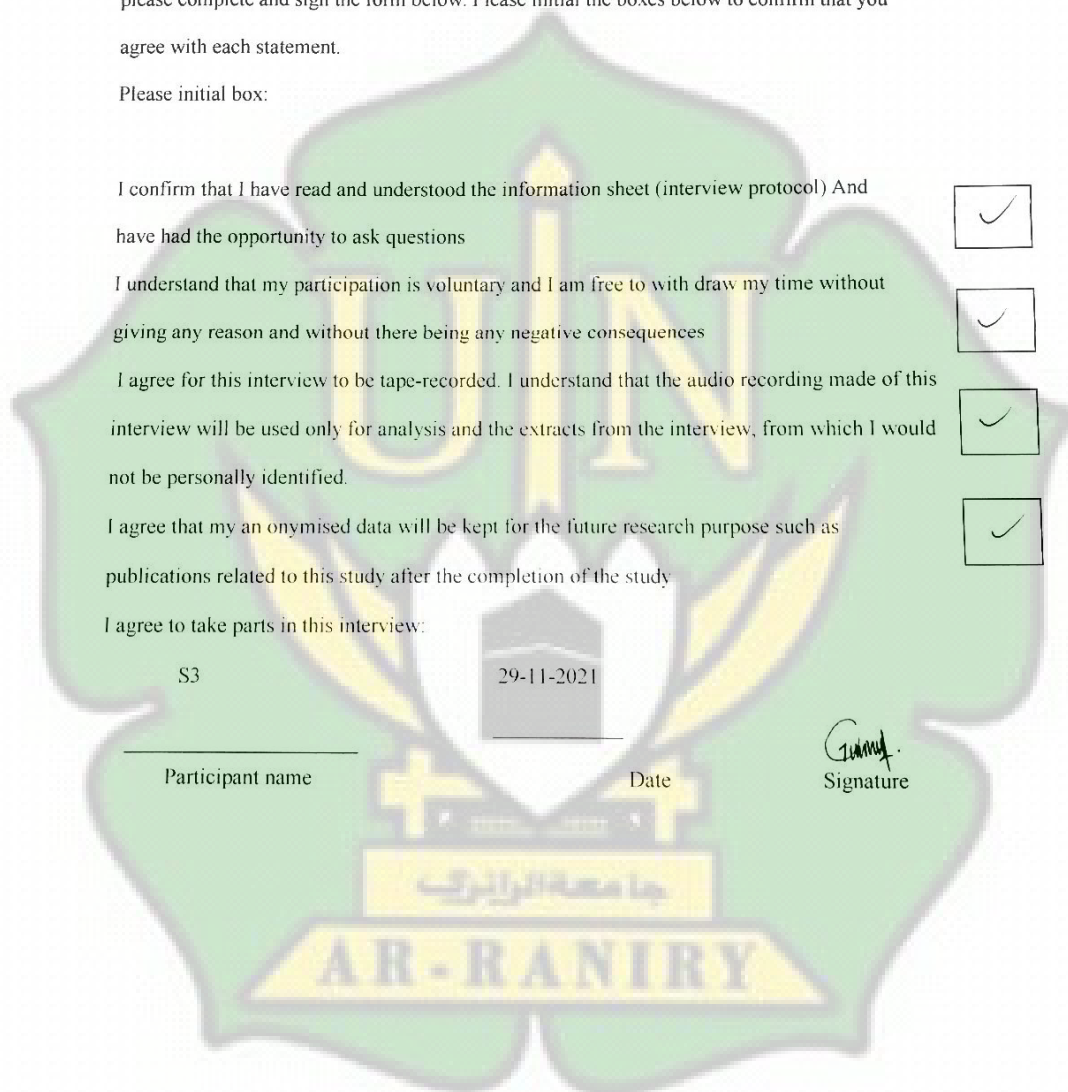 please complete and sign the form below. Please initial the boxes below to confirm that you
agree with each statement.
Please initial box:
I confirm that I have read and understood the information sheet (interview protocol) And
have had the opportunity to ask questions
I understand that my participation is voluntary and I am free to with draw my time without
giving any reason and without there being any negative consequences
I agree for this interview to be tape-recorded. I understand that the audio recording made of this
interview will be used only for analysis and the extracts from the interview, from which I would
not be personally identified.
I agree that my an onymised data will be kept for the future research purpose such as
publications related to this study after the completion of the study
I agree to take parts in this interview:
S3 29-11-2021
Participant name Date Signature
UIN
جامعة الرانري
AR-RANIRY